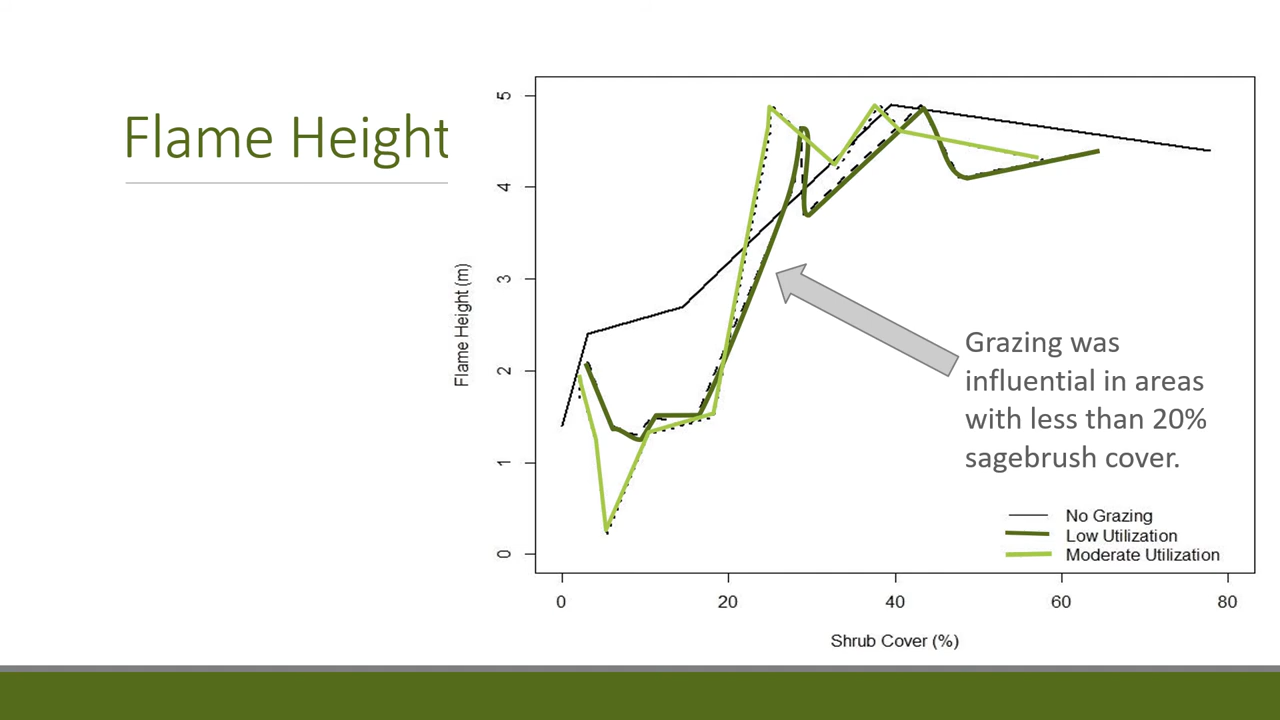 Flame Height
Flame Height (m)
5
4
3
2
1
0
Grazing was
influential in areas
with less than 20%
sagebrush cover.
No Grazing
Low Utilization
Moderate Utilization
0 20 40 60 80
Shrub Cover (%)